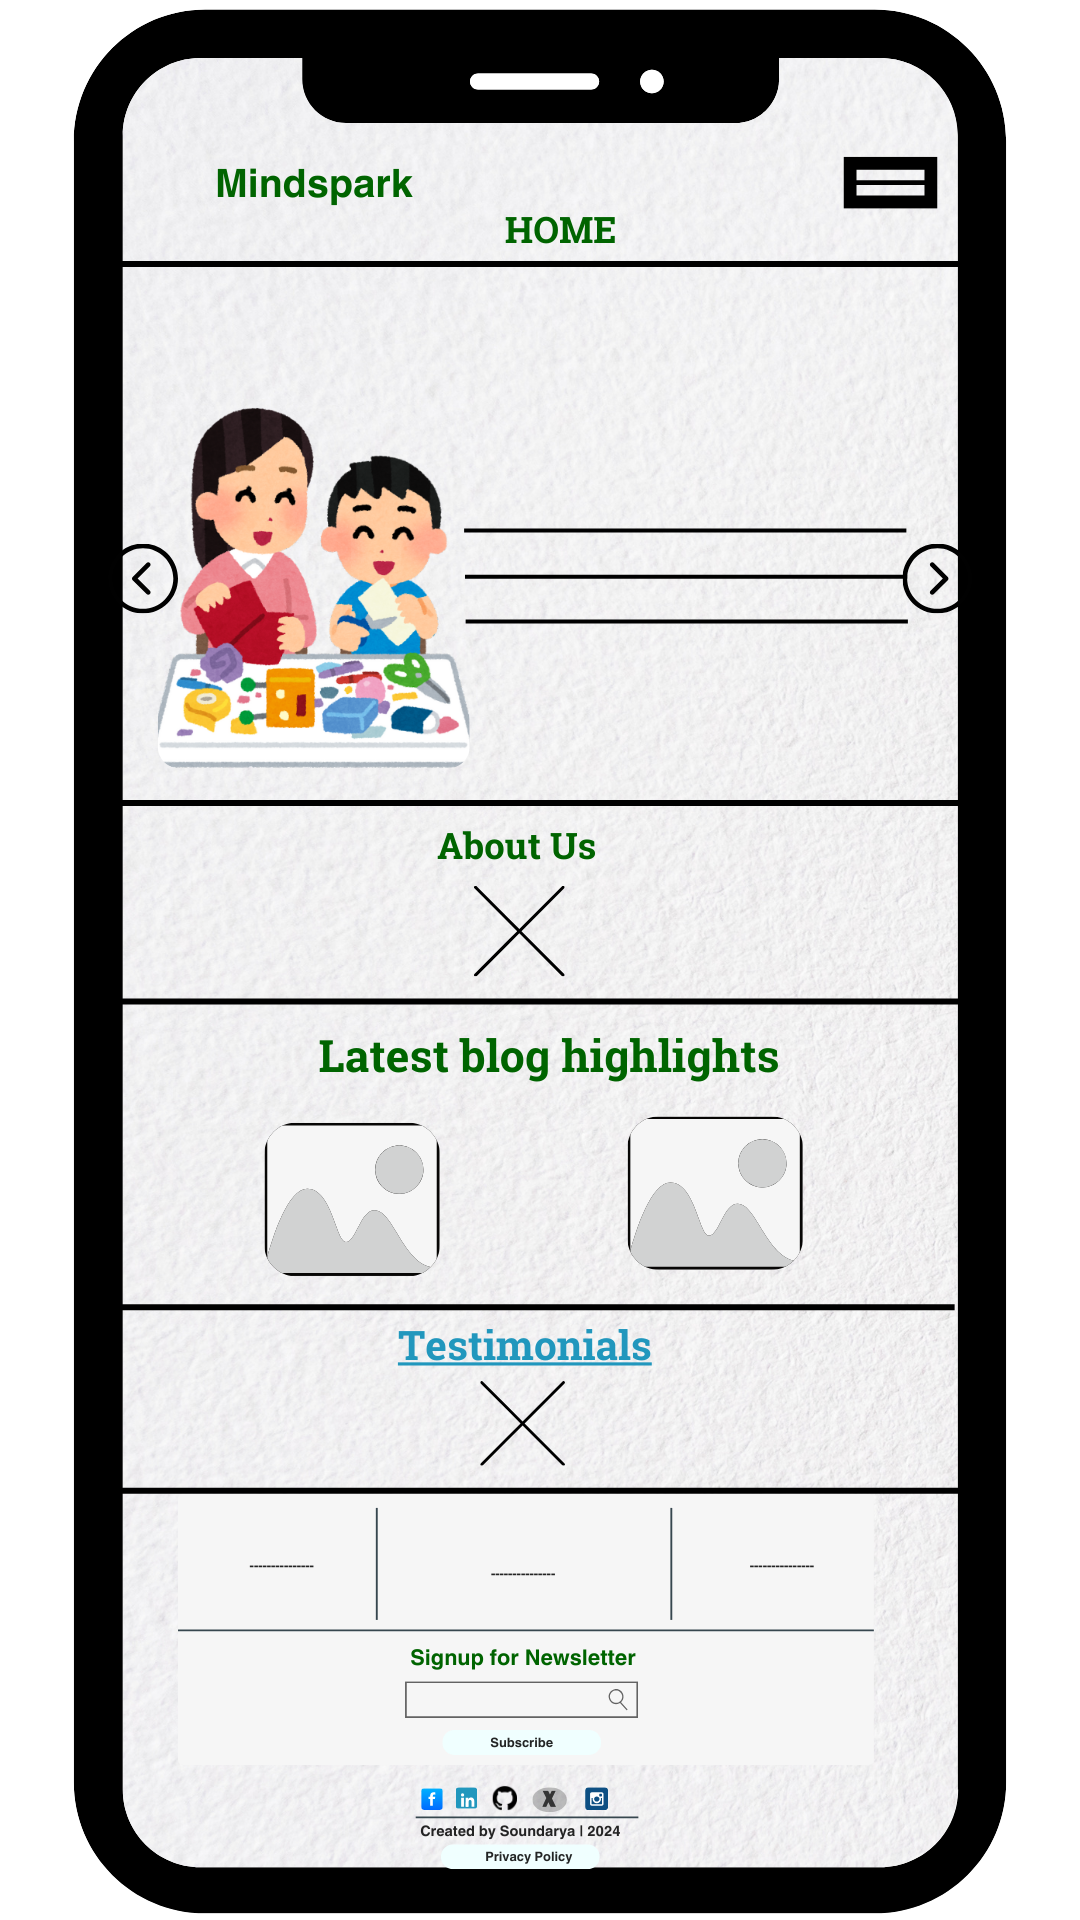 Mindspark
HOME
About Us
Latest blog highlights
Testimonials
---------------
---------------
---------------
Signup for Newsletter
Subscribe
f in X
Created by Soundarya | 2024
Privacy Policy